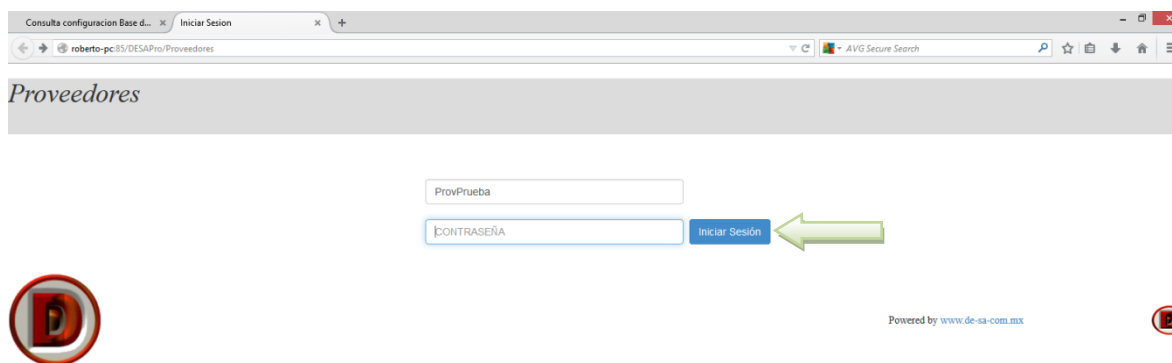 Consulta configuracion Base d... × Iniciar Sesion × +
roberto-pc:85/DESAPro/Proveedores AVG Secure Search
Proveedores
ProvPrueba
CONTRASEÑA Iniciar Sesión
D
Powered by www.de-sa-com.mx